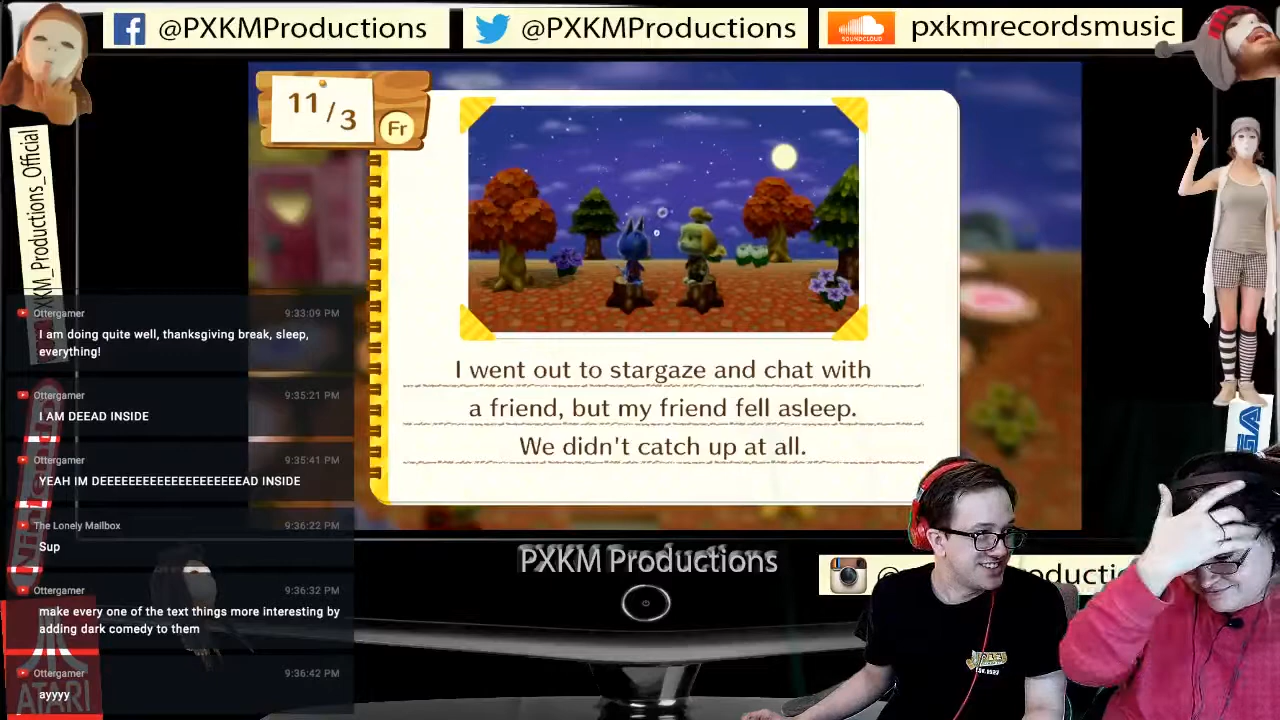 @PXKMProductions
@PXKMProductions
SOUNDCLOUD
pxkmrecordsmusic
PXKM_Productions_Official
11/3
Fr
I went out to stargaze and chat with
a friend, but my friend fell asleep.
We didn't catch up at all.
Ottergamer 9:33:09 PM
I am doing quite well, thanksgiving break, sleep,
everything!
Ottergamer 9:35:21 PM
I AM DEEAD INSIDE
Ottergamer 9:35:41 PM
YEAH IM DEEEEEEEEEEEEEEEEEEEEEAD INSIDE
The Lonely Mailbox 9:36:22 PM
Sup
Ottergamer 9:36:32 PM
make every one of the text things more interesting by
adding dark comedy to them
Ottergamer 9:36:42 PM
ayyyy
Nintendo
ATARI
PXKM Productions